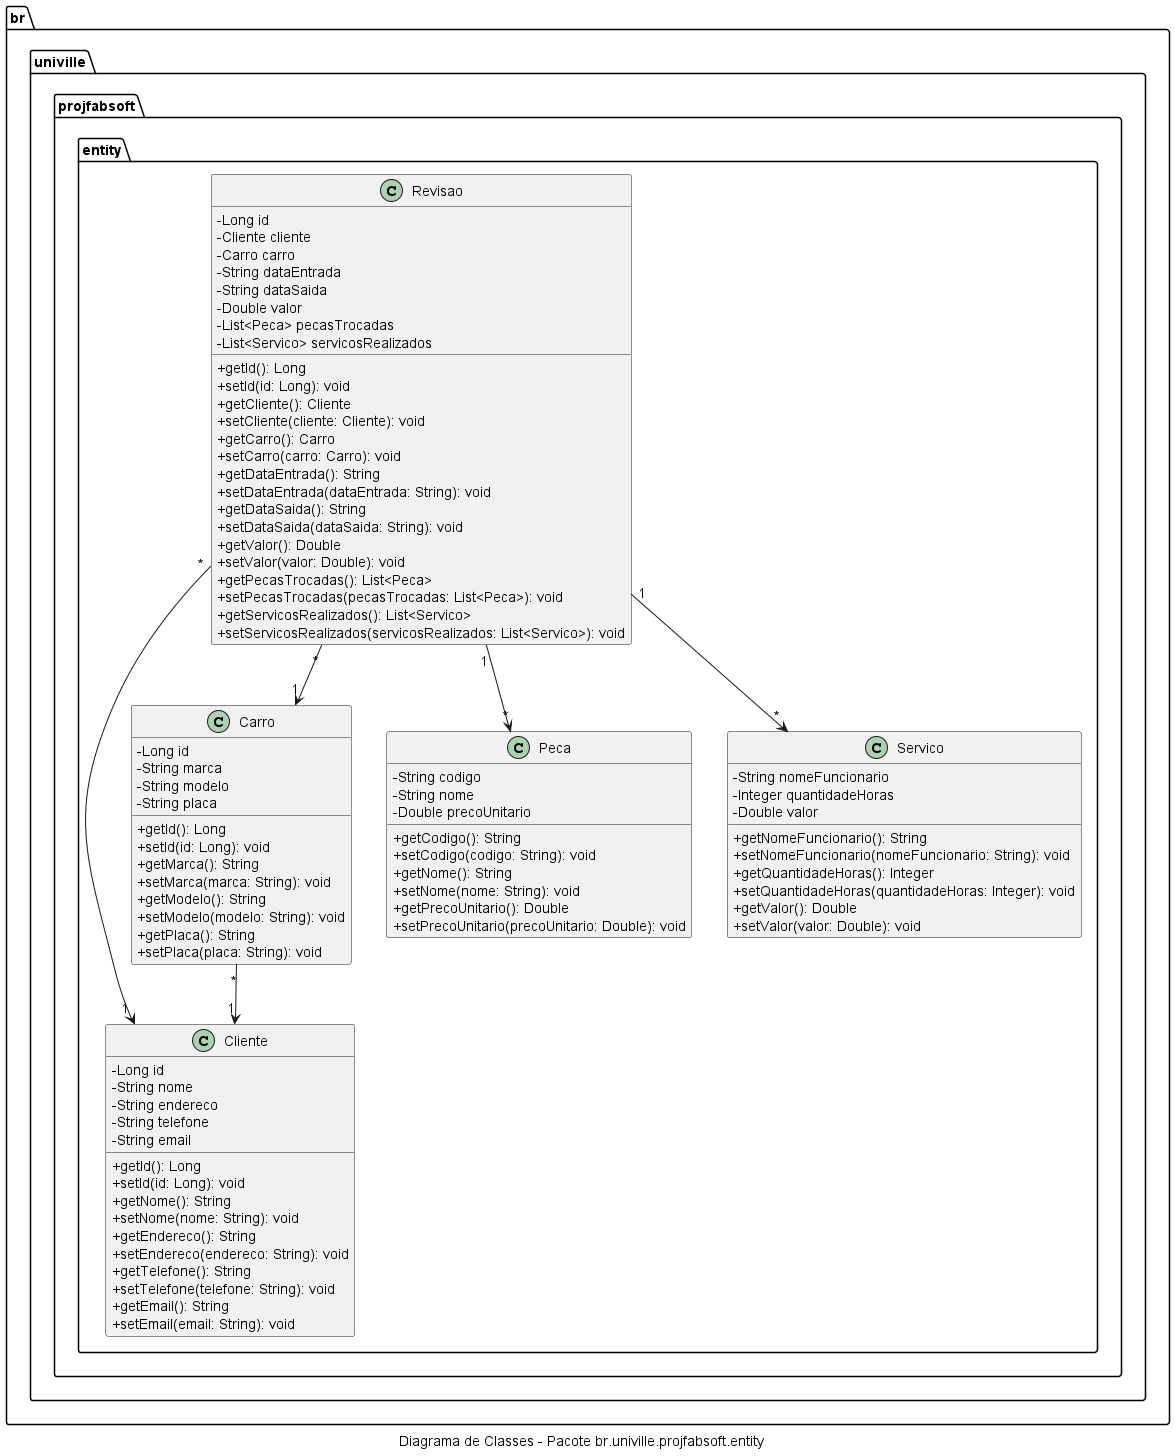 br
univille
projfabsoft
entity
C Revisao
-Long id
-Cliente cliente
-Carro carro
-String dataEntrada
-String dataSaida
-Double valor
-List<Peca> pecasTrocadas
-List<Servico> servicosRealizados
+getId(): Long
+setId(id: Long): void
+getCliente(): Cliente
+setCliente(cliente: Cliente): void
+getCarro(): Carro
+setCarro(carro: Carro): void
+getDataEntrada(): String
+setDataEntrada(dataEntrada: String): void
+getDataSaida(): String
+setDataSaida(dataSaida: String): void
+getValor(): Double
+setValor(valor: Double): void
+getPecasTrocadas(): List<Peca>
+setPecasTrocadas(pecasTrocadas: List<Peca>): void
+getServicosRealizados(): List<Servico>
+setServicosRealizados(servicosRealizados: List<Servico>): void
*
1
*
1
1
*
1
*
C Carro
-Long id
-String marca
-String modelo
-String placa
+getId(): Long
+setId(id: Long): void
+getMarca(): String
+setMarca(marca: String): void
+getModelo(): String
+setModelo(modelo: String): void
+getPlaca(): String
+setPlaca(placa: String): void
C Peca
-String codigo
-String nome
-Double precoUnitario
+getCodigo(): String
+setCodigo(codigo: String): void
+getNome(): String
+setNome(nome: String): void
+getPrecoUnitario(): Double
+setPrecoUnitario(precoUnitario: Double): void
C Servico
-String nomeFuncionario
-Integer quantidadeHoras
-Double valor
+getNomeFuncionario(): String
+setNomeFuncionario(nomeFuncionario: String): void
+getQuantidadeHoras(): Integer
+setQuantidadeHoras(quantidadeHoras: Integer): void
+getValor(): Double
+setValor(valor: Double): void
*
1
C Cliente
-Long id
-String nome
-String endereco
-String telefone
-String email
+getId(): Long
+setId(id: Long): void
+getNome(): String
+setNome(nome: String): void
+getEndereco(): String
+setEndereco(endereco: String): void
+getTelefone(): String
+setTelefone(telefone: String): void
+getEmail(): String
+setEmail(email: String): void
Diagrama de Classes - Pacote br.univille.projfabsoft.entity